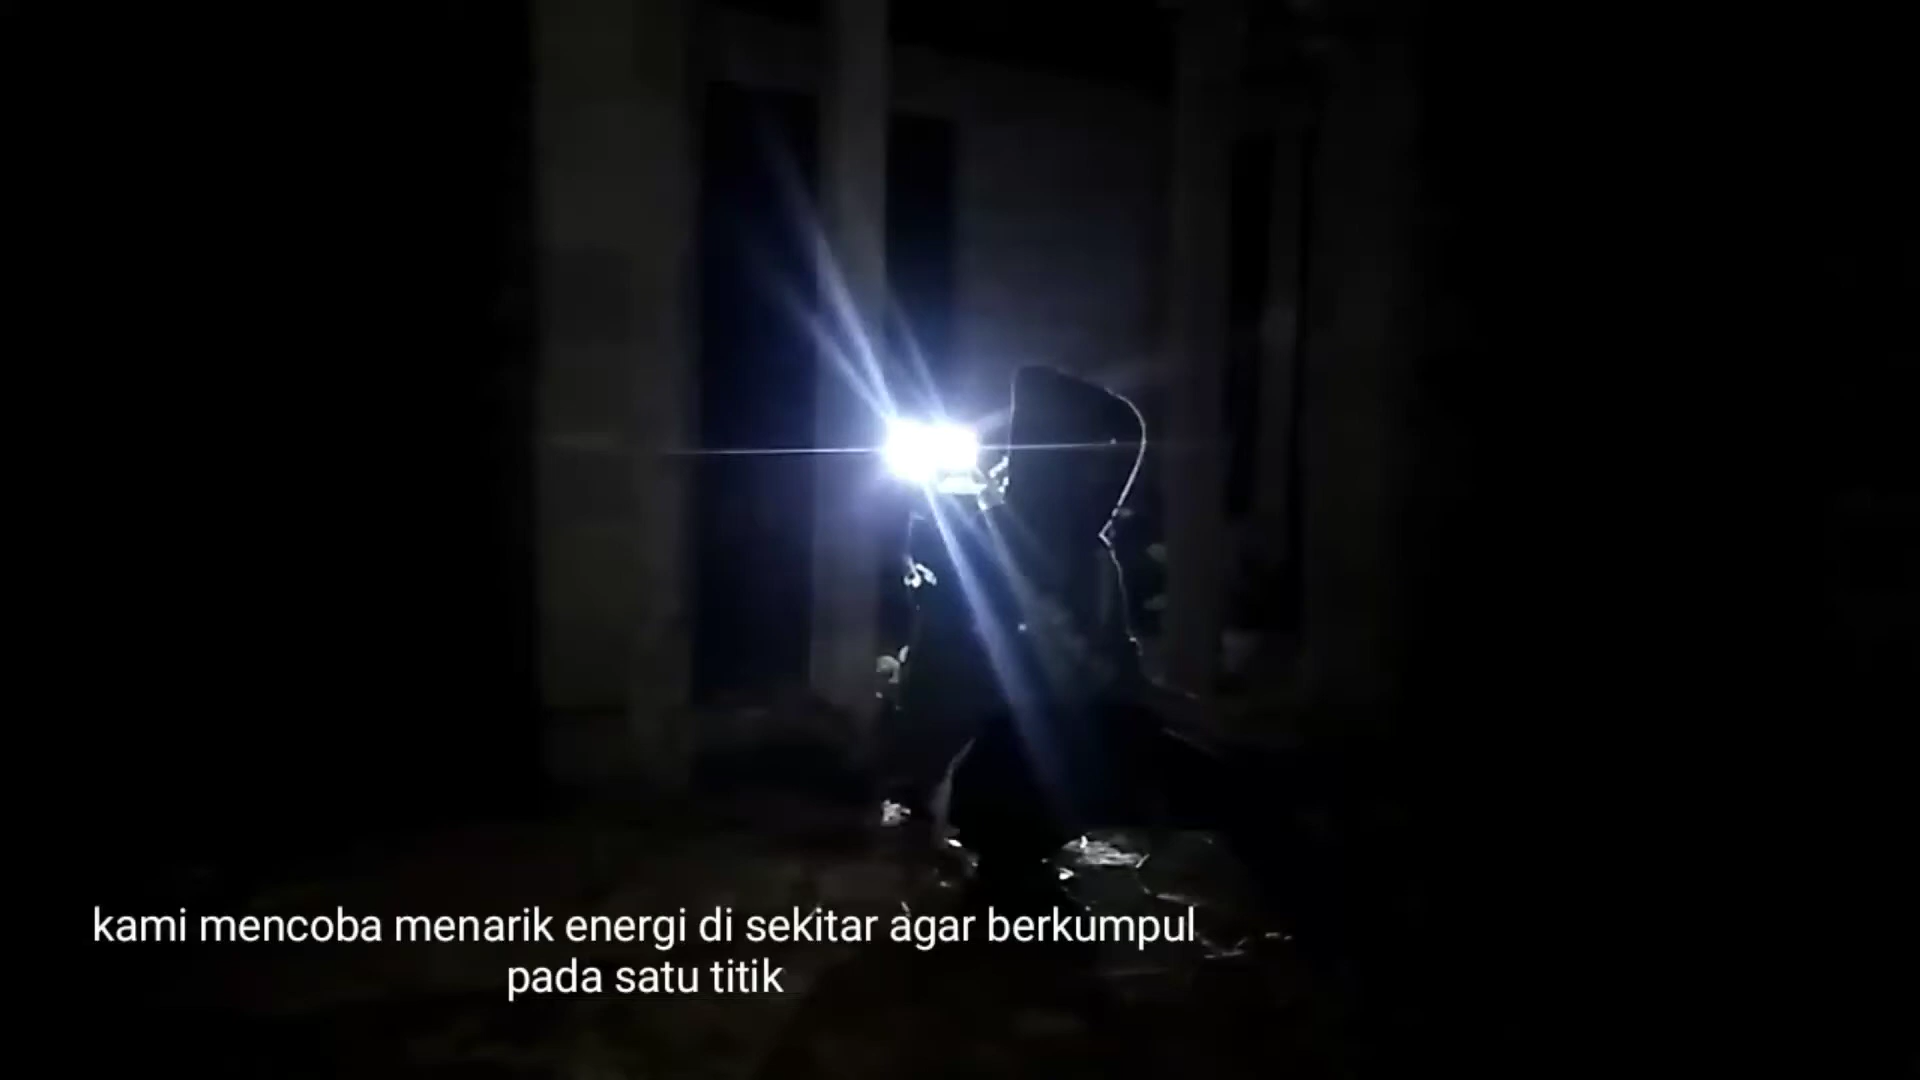 kami mencoba menarik energi di sekitar agar berkumpul
pada satu titik